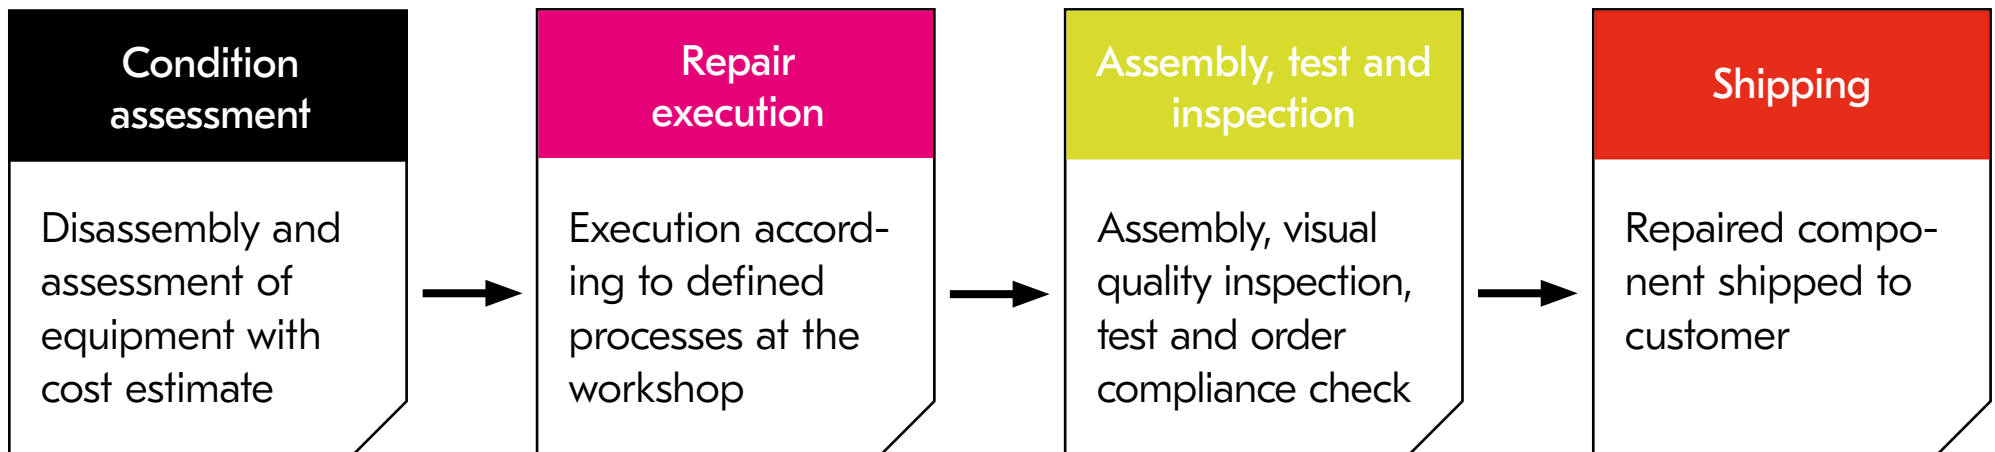 Condition
assessment
Disassembly and
assessment of
equipment with
cost estimate
Repair
execution
Execution accord-
ing to defined
processes at the
workshop
Assembly, test and
inspection
Assembly, visual
quality inspection,
test and order
compliance check
Shipping
Repaired compo-
nent shipped to
customer